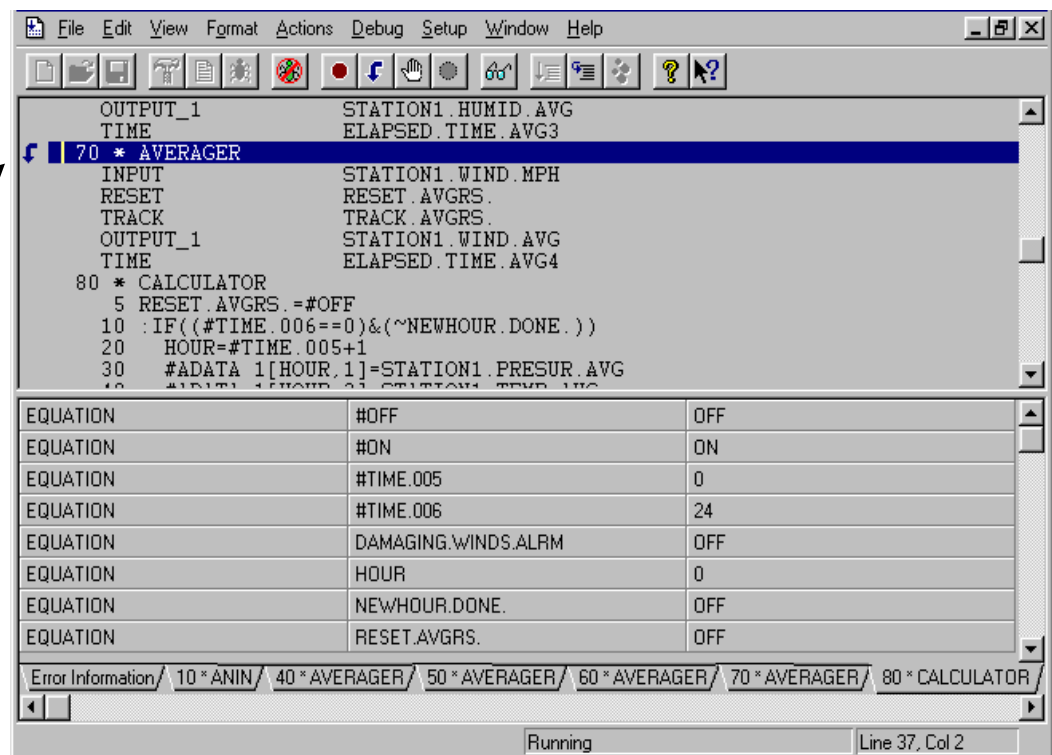 File Edit View Format Actions Debug Setup Window Help
OUTPUT_1 STATION1.HUMID.AVG
TIME ELAPSED.TIME.AVG3
70 * AVERAGER
INPUT STATION1.WIND.MPH
RESET RESET.AVGRS.
TRACK TRACK.AVGRS.
OUTPUT_1 STATION1.WIND.AVG
TIME ELAPSED.TIME.AVG4
80 * CALCULATOR
5 RESET.AVGRS.=#OFF
10 :IF((#TIME.006==0)&(~NEWHOUR.DONE.))
20 HOUR=#TIME.005+1
30 #ADATA_1[HOUR,1]=STATION1.PRESUR.AVG
EQUATION #OFF OFF
EQUATION #ON ON
EQUATION #TIME.005 0
EQUATION #TIME.006 24
EQUATION DAMAGING.WINDS.ALRM OFF
EQUATION HOUR 0
EQUATION NEWHOUR.DONE. OFF
EQUATION RESET.AVGRS. OFF
Error Information 10 * ANIN 40 * AVERAGER 50 * AVERAGER 60 * AVERAGER 70 * AVERAGER 80 * CALCULATOR
Running Line 37, Col 2